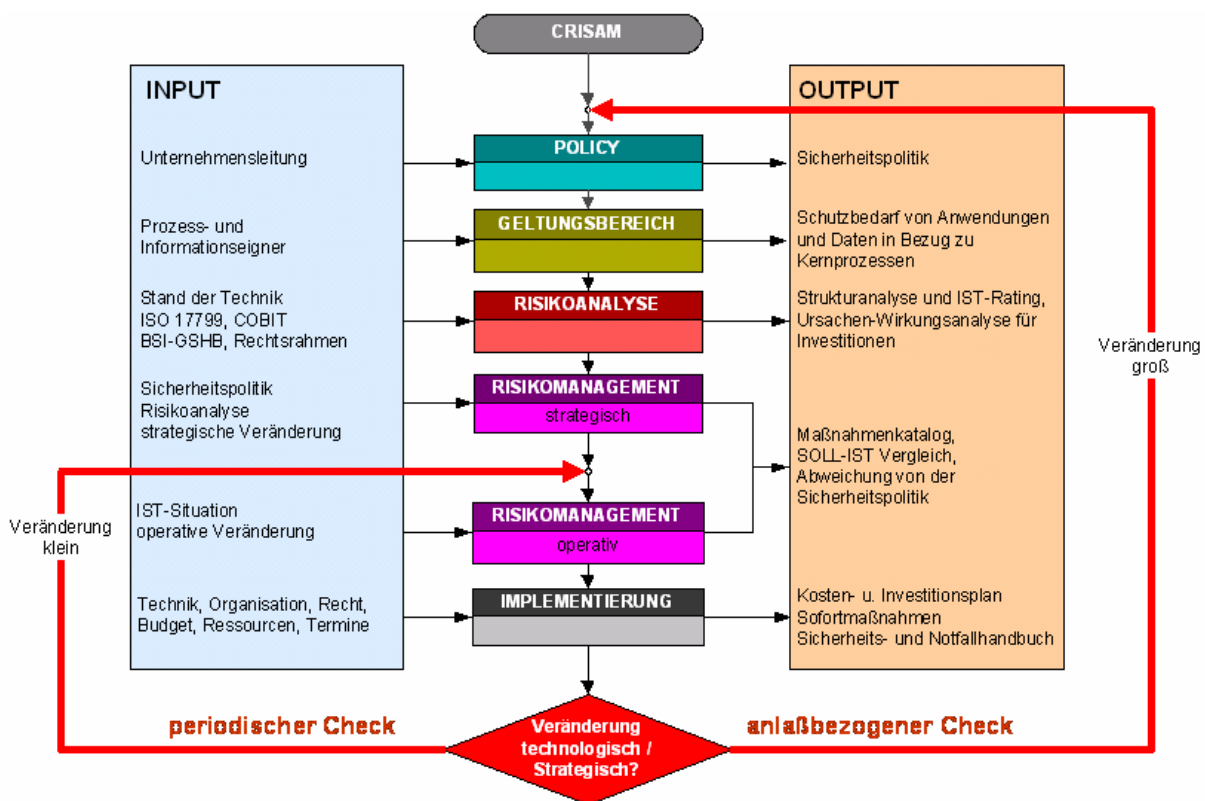 CRISAM
INPUT
OUTPUT
Unternehmensleitung
POLICY
Sicherheitspolitik
Prozess- und
Informationseigner
GELTUNGSBEREICH
Schutzbedarf von Anwendungen
und Daten in Bezug zu
Kernprozessen
Stand der Technik
ISO 17799, COBIT
BSI-GSHB, Rechtsrahmen
RISIKOANALYSE
Strukturanalyse und IST-Rating,
Ursachen-Wirkungsanalyse für
Investitionen
Veränderung
groß
Sicherheitspolitik
Risikoanalyse
strategische Veränderung
RISIKOMANAGEMENT
strategisch
Maßnahmenkatalog,
SOLL-IST Vergleich,
Abweichung von der
Sicherheitspolitik
Veränderung
klein
IST-Situation
operative Veränderung
RISIKOMANAGEMENT
operativ
Technik, Organisation, Recht,
Budget, Ressourcen, Termine
IMPLEMENTIERUNG
Kosten- u. Investitionsplan
Sofortmaßnahmen
Sicherheits- und Notfallhandbuch
periodischer Check
Veränderung
technologisch /
Strategisch?
anlaßbezogener Check